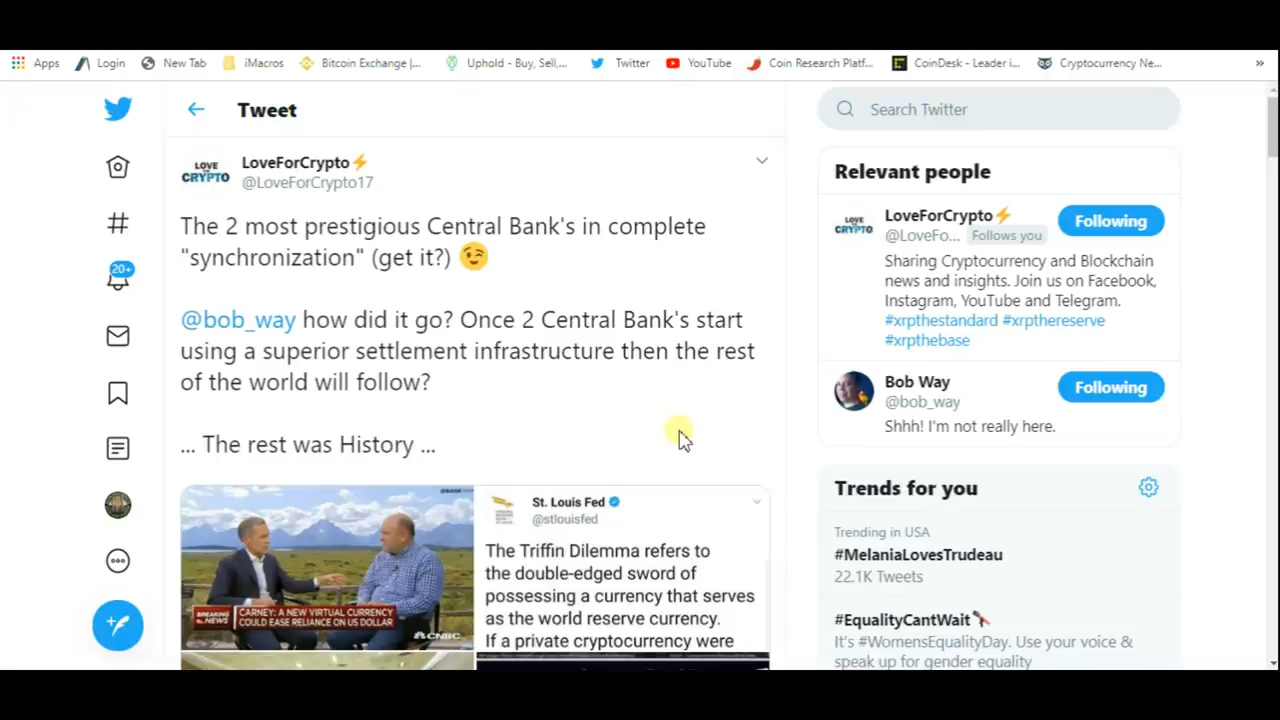 Apps
Login
New Tab
iMacros
Bitcoin Exchange |...
Uphold - Buy, Sell,...
Twitter
YouTube
Coin Research Platf...
CoinDesk - Leader i...
Cryptocurrency Ne...
»
Tweet
LOVE
CRYPTO
LoveForCrypto⚡
@LoveForCrypto17
The 2 most prestigious Central Bank's in complete
"synchronization" (get it?) 😉
@bob_way how did it go? Once 2 Central Bank's start
using a superior settlement infrastructure then the rest
of the world will follow?
... The rest was History ...
BREAKING
NEWS
CARNEY: A NEW VIRTUAL CURRENCY
COULD EASE RELIANCE ON US DOLLAR
CNBC
St. Louis Fed
@stlouisfed
The Triffin Dilemma refers to
the double-edged sword of
possessing a currency that serves
as the world reserve currency.
If a private cryptocurrency were
20+
Search Twitter
Relevant people
LOVE
CRYPTO
LoveForCrypto⚡
@LoveFo... Follows you
Following
Sharing Cryptocurrency and Blockchain
news and insights. Join us on Facebook,
Instagram, YouTube and Telegram.
#xrpthestandard #xrpthereserve
#xrpthebase
Bob Way
@bob_way
Following
Shhh! I'm not really here.
Trends for you
Trending in USA
#MelaniaLovesTrudeau
22.1K Tweets
#EqualityCantWait
It's #WomensEqualityDay. Use your voice &
speak up for gender equality